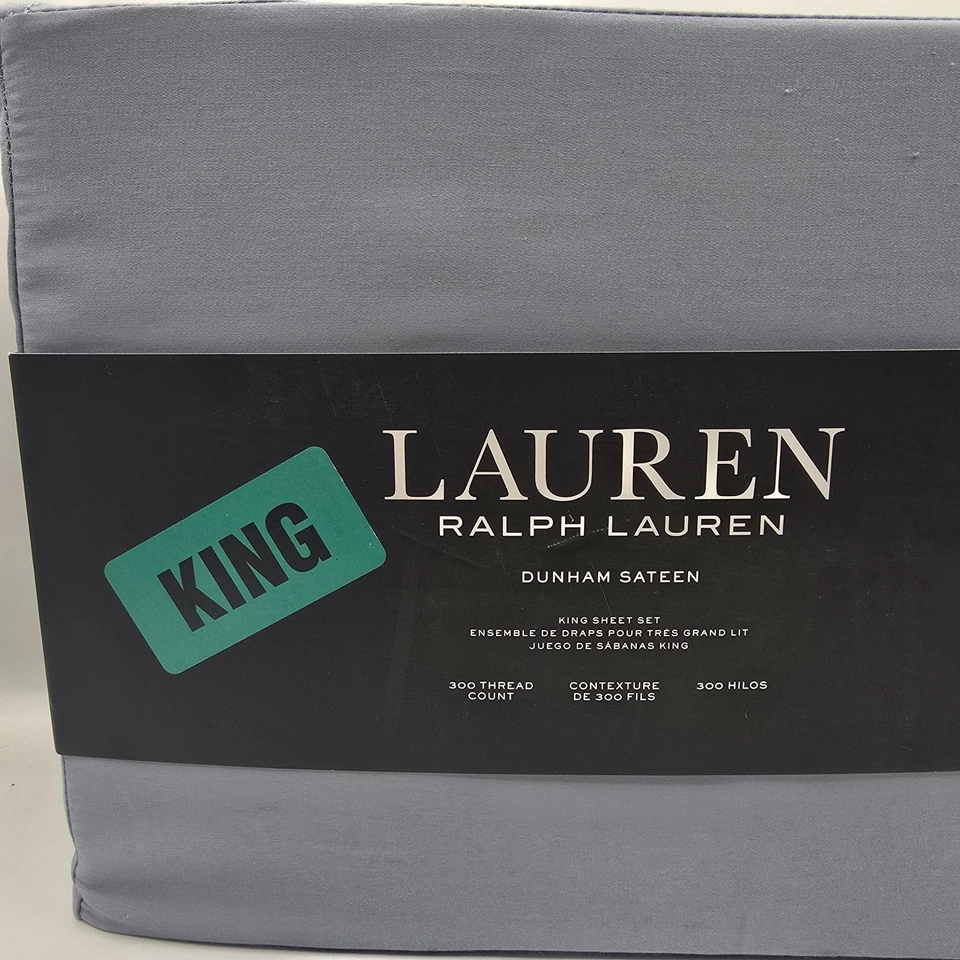 KING
LAUREN
RALPH LAUREN
DUNHAM SATEEN
KING SHEET SET
ENSEMBLE DE DRAPS POUR TRÈS GRAND LIT
JUEGO DE SÁBANAS KING
300 THREAD COUNT
CONTEXTURE DE 300 FILS
300 HILOS